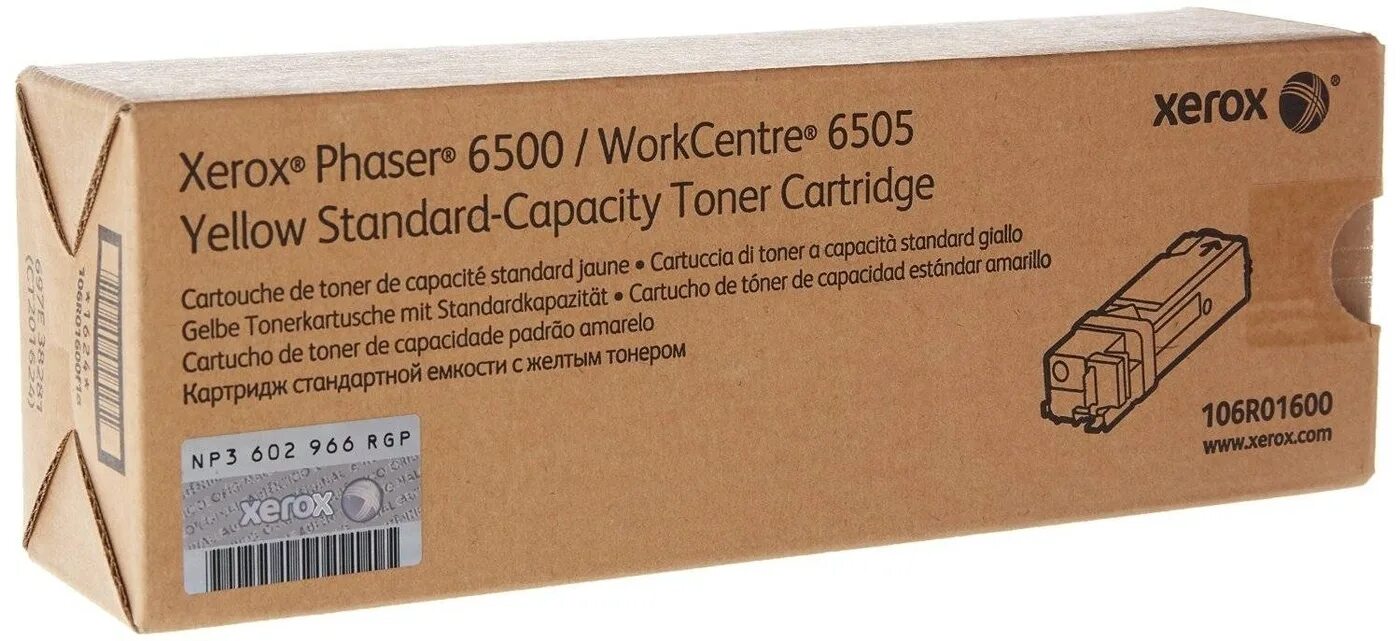 xerox ®
Xerox® Phaser® 6500 / WorkCentre® 6505
Yellow Standard-Capacity Toner Cartridge
Cartouche de toner de capacité standard jaune • Cartuccia di toner a capacità standard giallo
Gelbe Tonerkartusche mit Standardkapazität • Cartucho de tóner de capacidad estándar amarillo
Cartucho de toner de capacidade padrão amarelo
Картридж стандартной емкости с желтым тонером
106R01600
www.xerox.com
NP3 602 966 RGP
xerox
*1624*